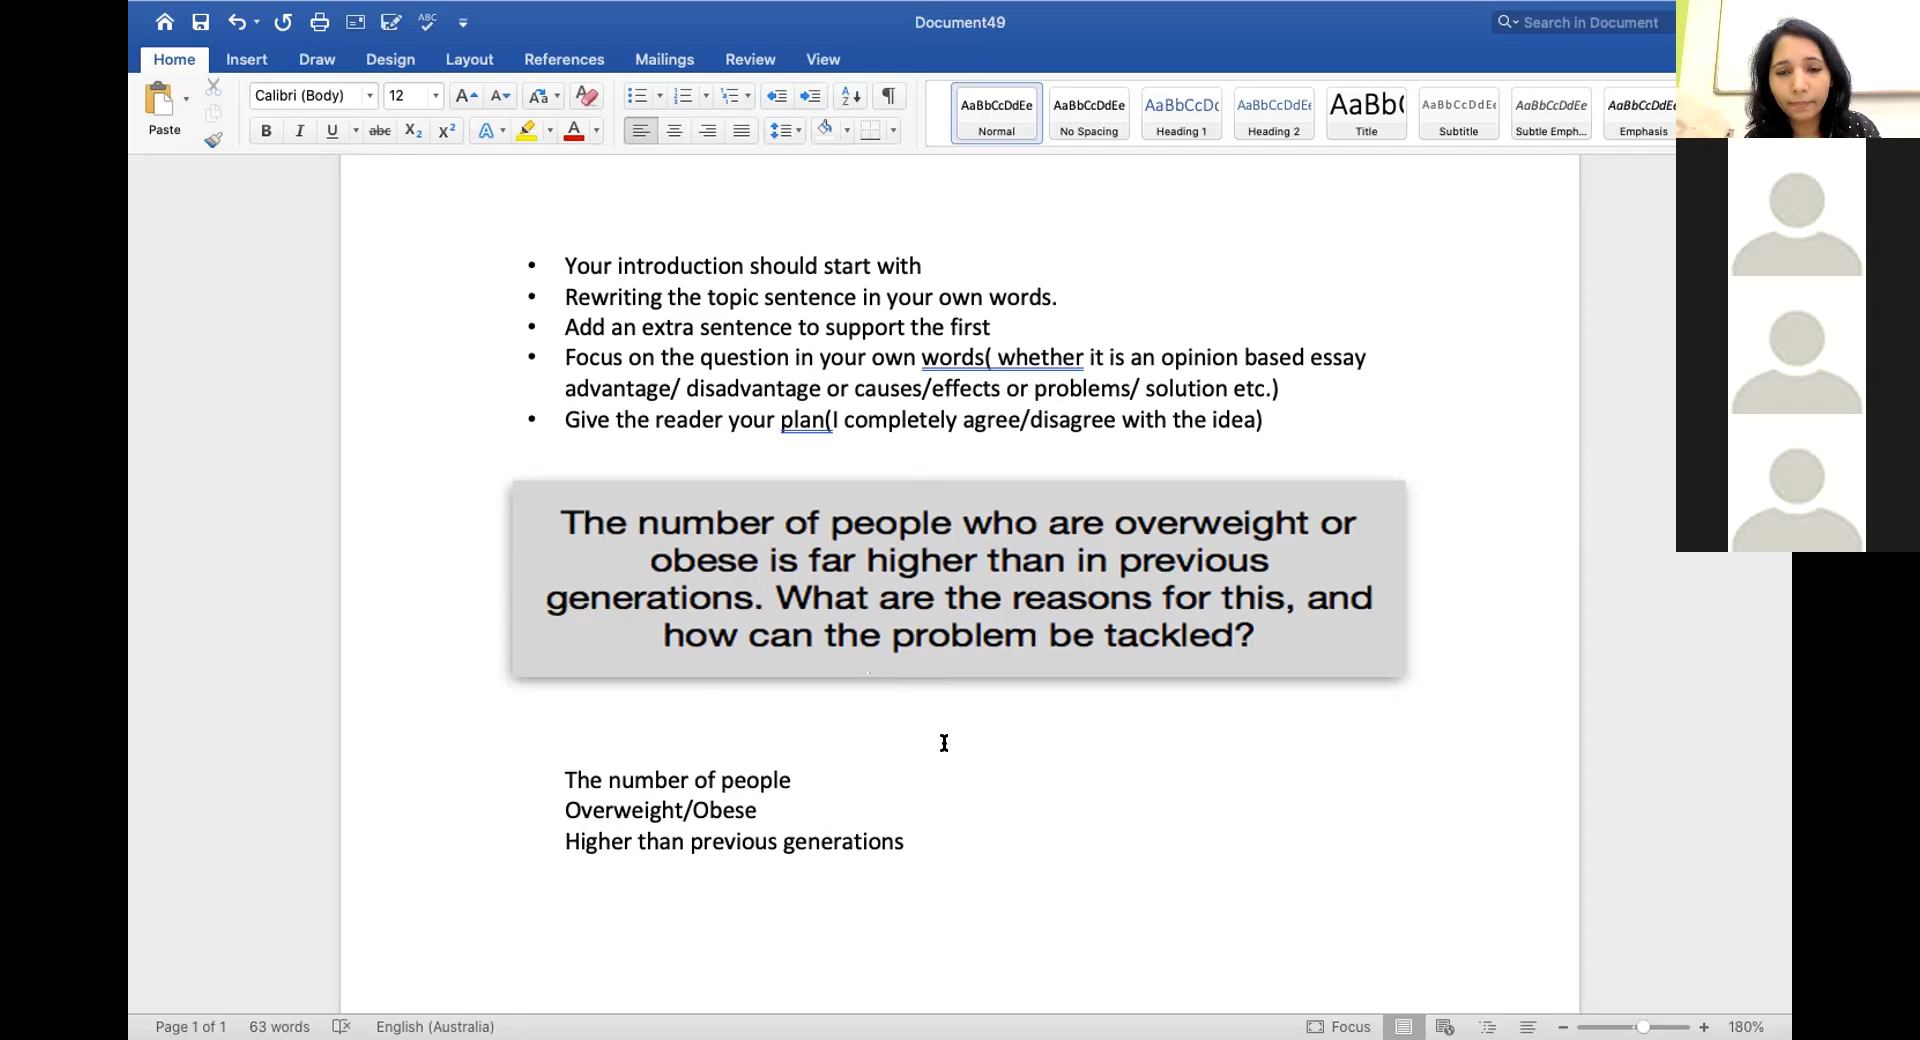 ABC
Document49
Search in Document
Home Insert Draw Design Layout References Mailings Review View
Paste
Calibri (Body) 12
AaBbCcDdEe AaBbCcDdEe AaBbCcDc AaBbCcDdEe AaBb( AaBbCcDdEe AaBbCcDdEe AaBbCcDdEe
Normal No Spacing Heading 1 Heading 2 Title Subtitle Subtle Emph... Emphasis
• Your introduction should start with
• Rewriting the topic sentence in your own words.
• Add an extra sentence to support the first
• Focus on the question in your own words( whether it is an opinion based essay
advantage/ disadvantage or causes/effects or problems/ solution etc.)
• Give the reader your plan(I completely agree/disagree with the idea)
The number of people who are overweight or
obese is far higher than in previous
generations. What are the reasons for this, and
how can the problem be tackled?
The number of people
Overweight/Obese
Higher than previous generations
Page 1 of 1 63 words English (Australia) Focus 180%